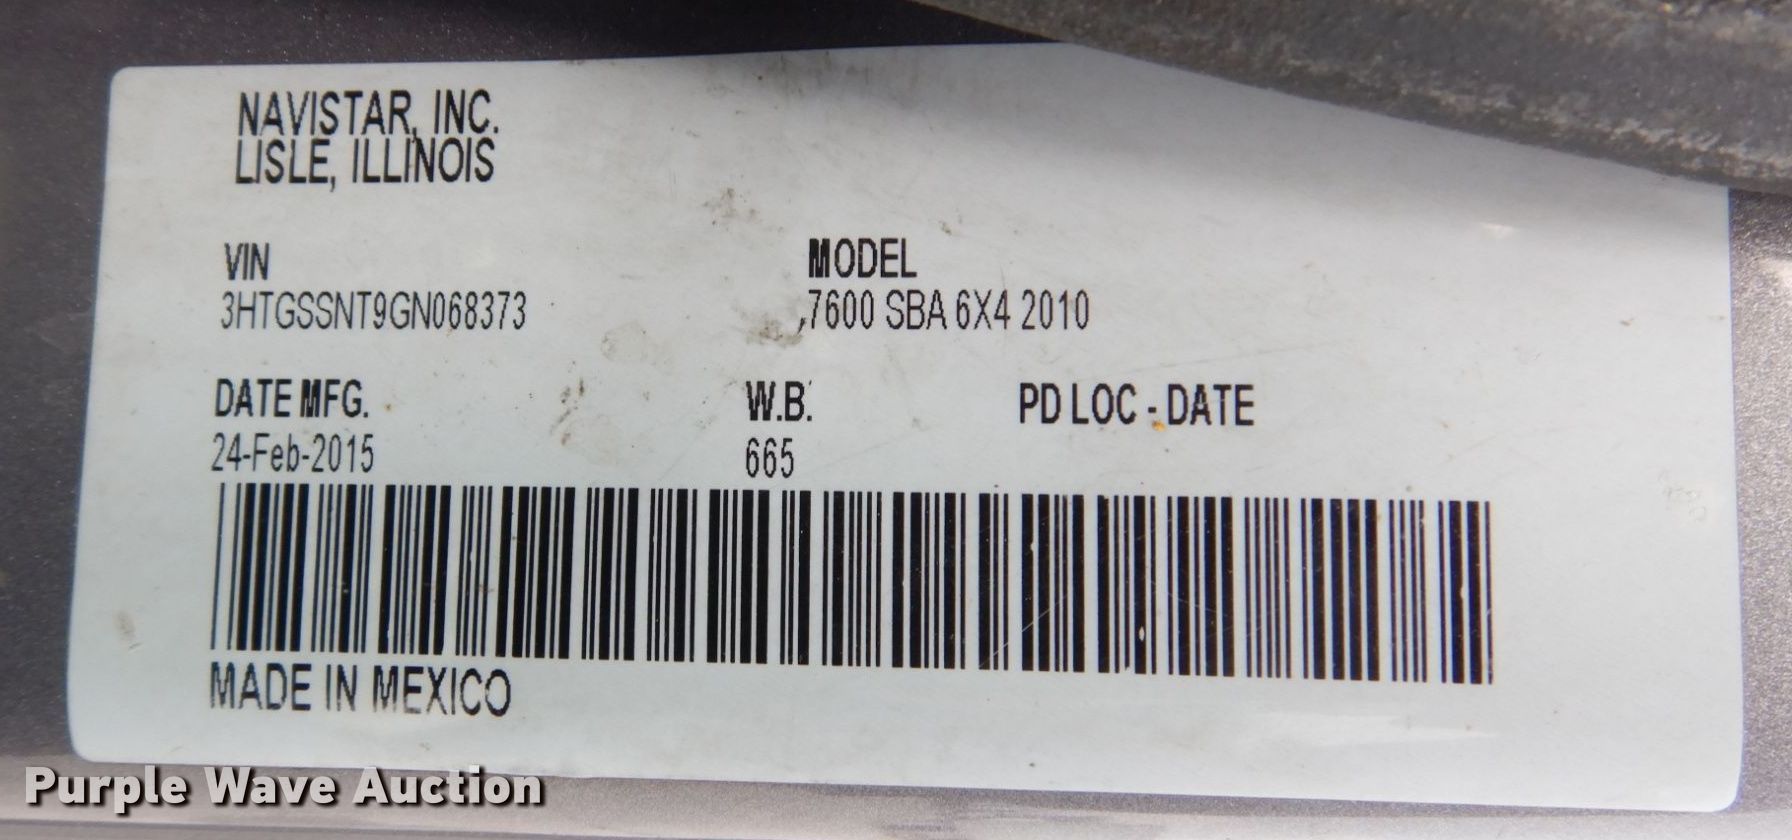 NAVISTAR, INC.
LISLE, ILLINOIS
VIN
3HTGSSNT9GN068373
MODEL
7600 SBA 6X4 2010
DATE MFG.
24-Feb-2015
W.B.
665
PD LOC - DATE
MADE IN MEXICO
Purple Wave Auction